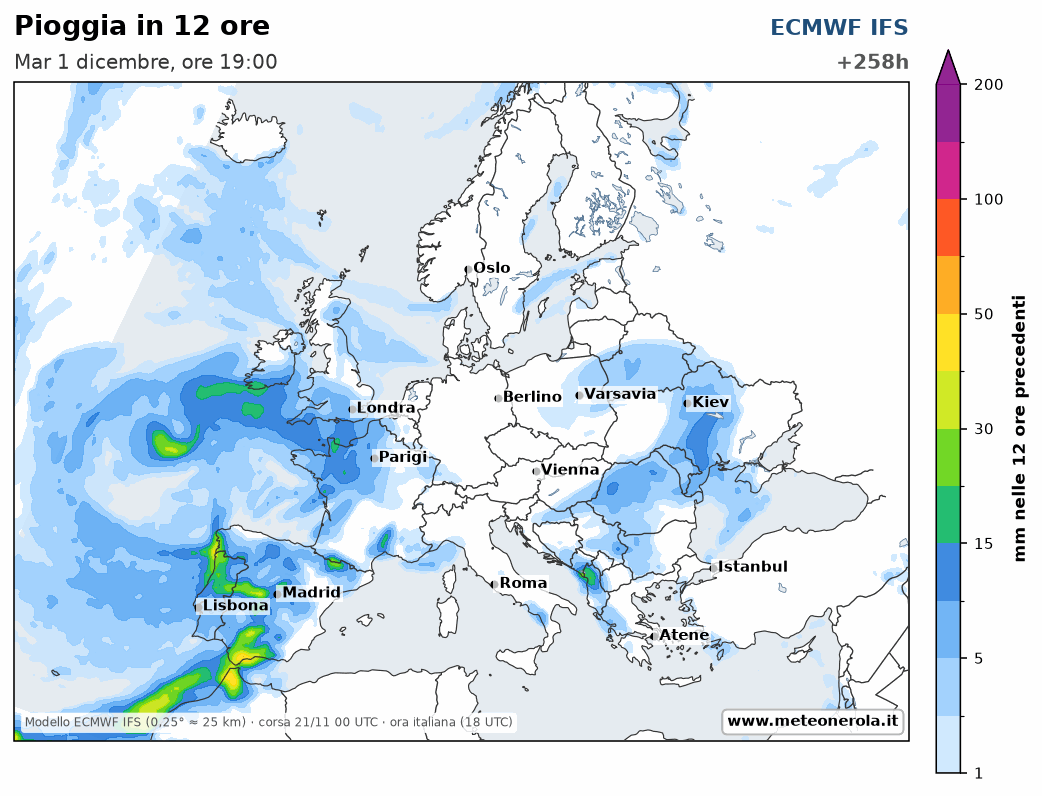 Pioggia in 12 ore
ECMWF IFS
Mar 1 dicembre, ore 19:00
+258h
200
100
50
30
15
5
1
mm nelle 12 ore precedenti
Oslo
Berlino
Varsavia
Kiev
Londra
Parigi
Vienna
Istanbul
Roma
Madrid
Lisbona
Atene
Modello ECMWF IFS (0,25° ≈ 25 km) · corsa 21/11 00 UTC · ora italiana (18 UTC)
www.meteonerola.it